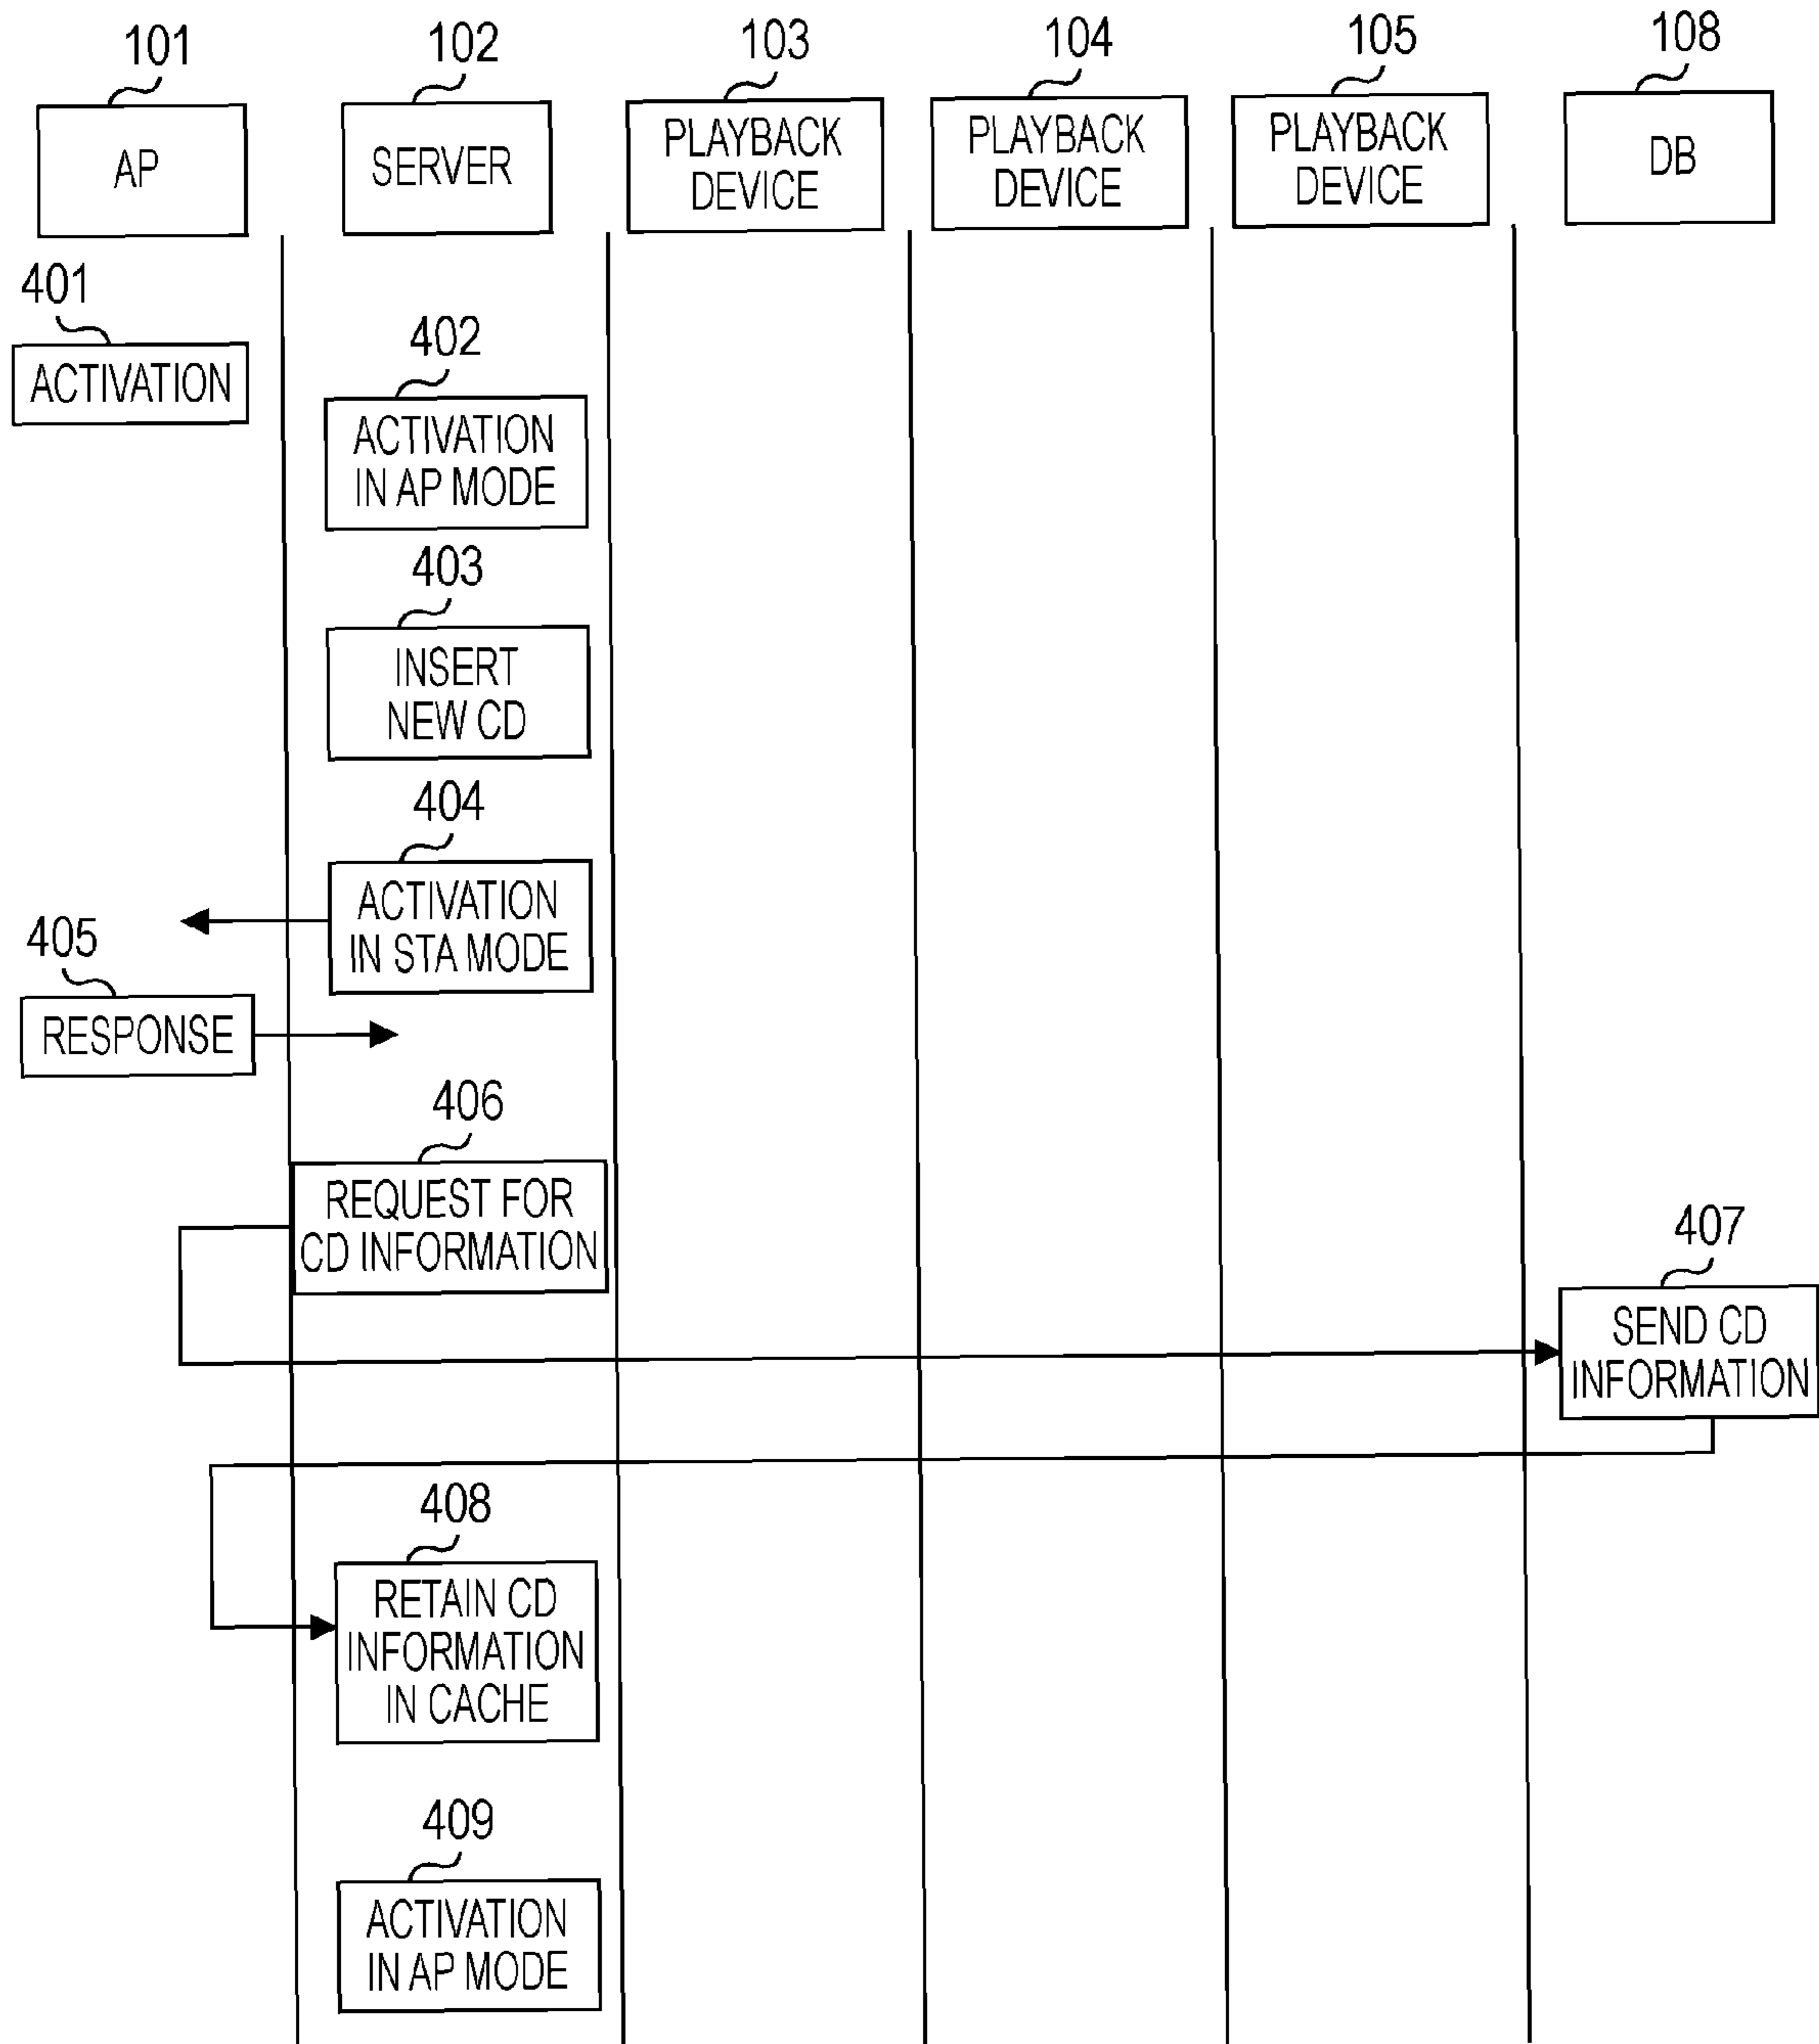 101
102
103
104
105
108
AP
SERVER
PLAYBACK
DEVICE
PLAYBACK
DEVICE
PLAYBACK
DEVICE
DB
401
ACTIVATION
402
ACTIVATION
IN AP MODE
403
INSERT
NEW CD
404
ACTIVATION
IN STA MODE
405
RESPONSE
406
REQUEST FOR
CD INFORMATION
407
SEND CD
INFORMATION
408
RETAIN CD
INFORMATION
IN CACHE
409
ACTIVATION
IN AP MODE